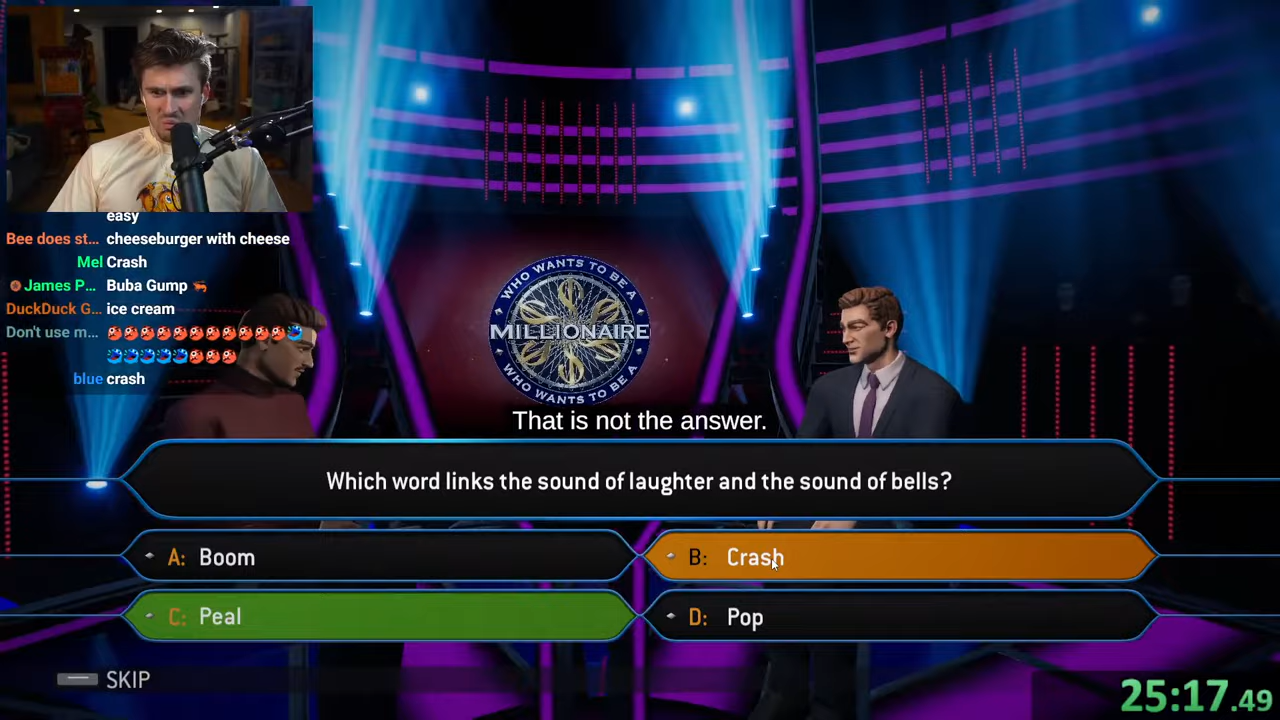 easy
Bee does st... cheeseburger with cheese
Mel Crash
James P... Buba Gump
DuckDuck G... ice cream
Don't use m...
blue crash
WHO WANTS TO BE A
MILLIONAIRE
WHO WANTS TO BE A
That is not the answer.
Which word links the sound of laughter and the sound of bells?
A: Boom
B: Crash
C: Peal
D: Pop
SKIP
25:17.49